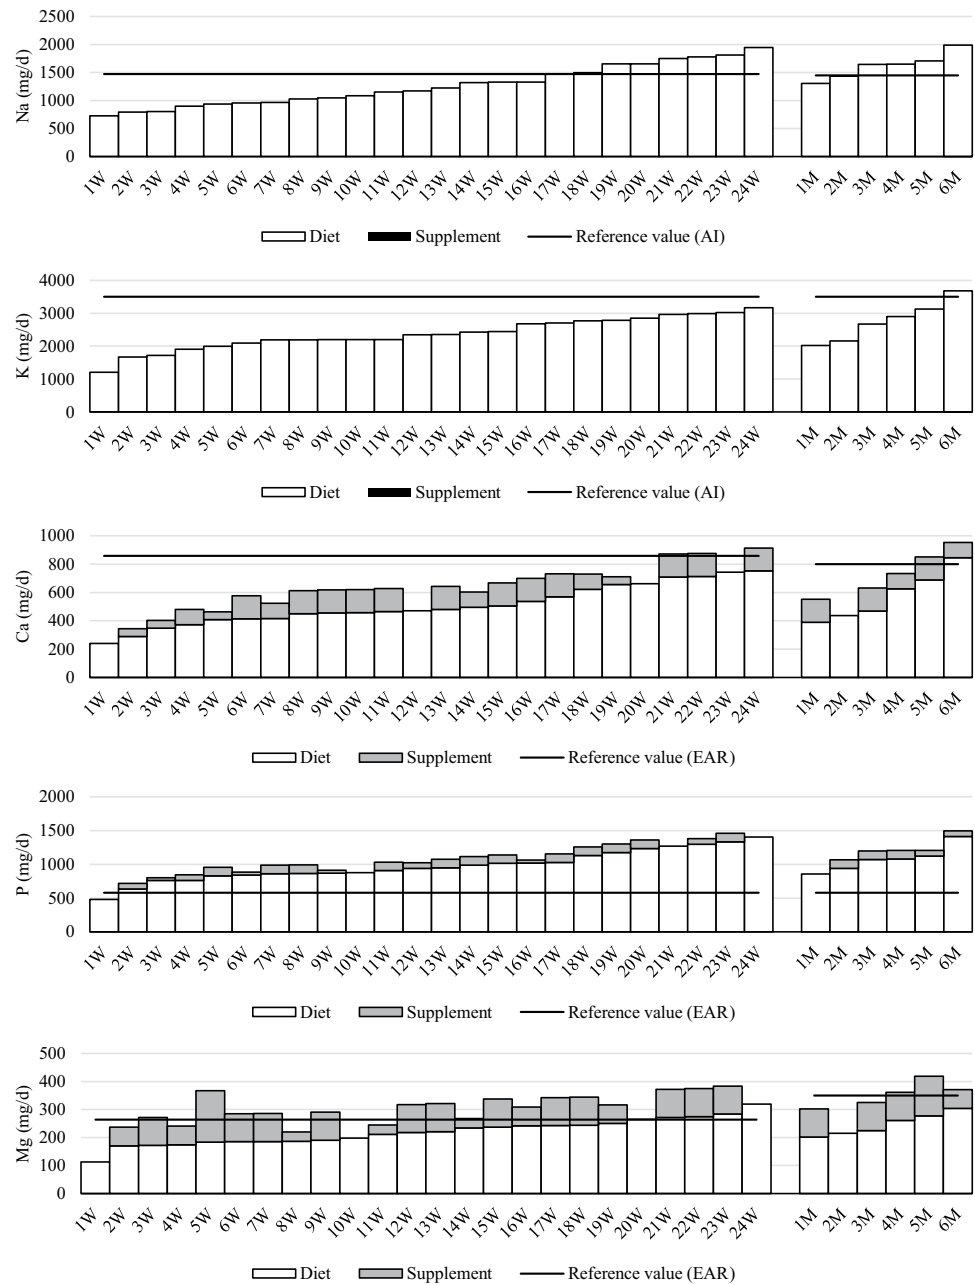 Na (mg/d)
2500
2000
1500
1000
500
0
1W 2W 3W 4W 5W 6W 7W 8W 9W 10W 11W 12W 13W 14W 15W 16W 17W 18W 19W 20W 21W 22W 23W 24W 1M 2M 3M 4M 5M 6M
Diet Supplement Reference value (AI)
K (mg/d)
4000
3000
2000
1000
0
1W 2W 3W 4W 5W 6W 7W 8W 9W 10W 11W 12W 13W 14W 15W 16W 17W 18W 19W 20W 21W 22W 23W 24W 1M 2M 3M 4M 5M 6M
Diet Supplement Reference value (AI)
Ca (mg/d)
1000
800
600
400
200
0
1W 2W 3W 4W 5W 6W 7W 8W 9W 10W 11W 12W 13W 14W 15W 16W 17W 18W 19W 20W 21W 22W 23W 24W 1M 2M 3M 4M 5M 6M
Diet Supplement Reference value (EAR)
P (mg/d)
2000
1500
1000
500
0
1W 2W 3W 4W 5W 6W 7W 8W 9W 10W 11W 12W 13W 14W 15W 16W 17W 18W 19W 20W 21W 22W 23W 24W 1M 2M 3M 4M 5M 6M
Diet Supplement Reference value (EAR)
Mg (mg/d)
500
400
300
200
100
0
1W 2W 3W 4W 5W 6W 7W 8W 9W 10W 11W 12W 13W 14W 15W 16W 17W 18W 19W 20W 21W 22W 23W 24W 1M 2M 3M 4M 5M 6M
Diet Supplement Reference value (EAR)